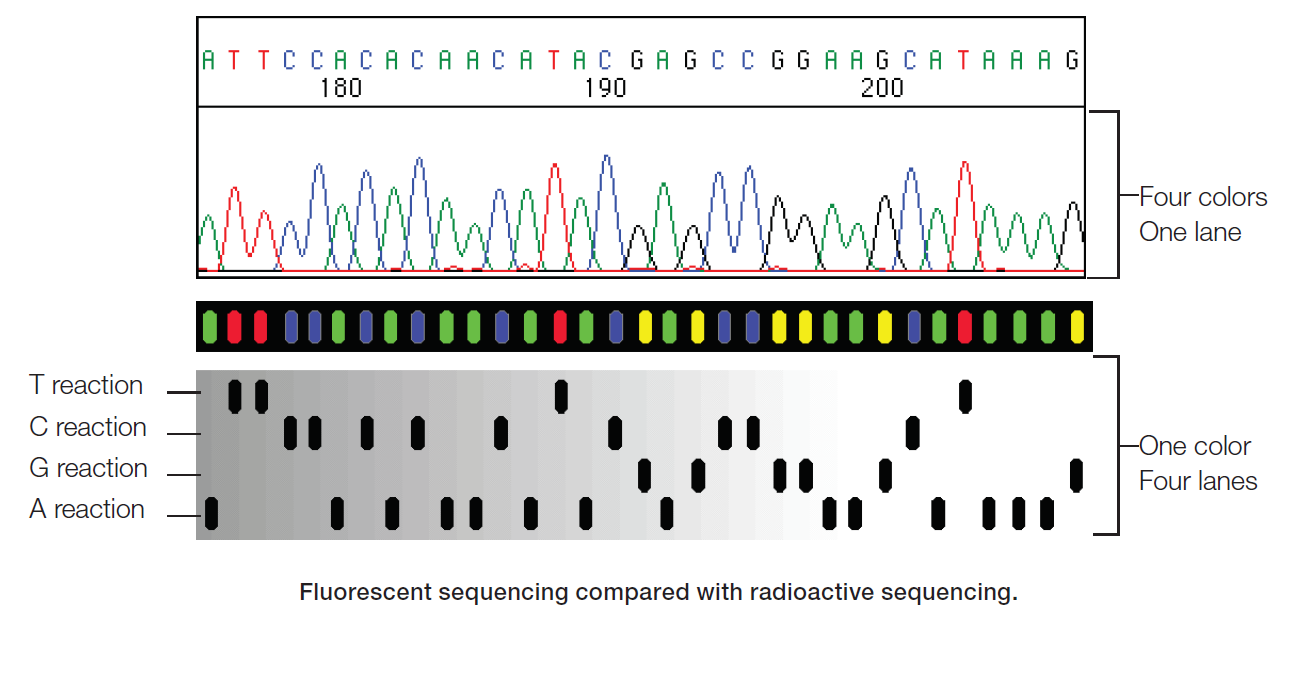 A T T C C A C A C A A C A T A C G A G C C G G A A G C A T A A A G
180 190 200
Four colors
One lane
T reaction
C reaction
G reaction
A reaction
One color
Four lanes
Fluorescent sequencing compared with radioactive sequencing.